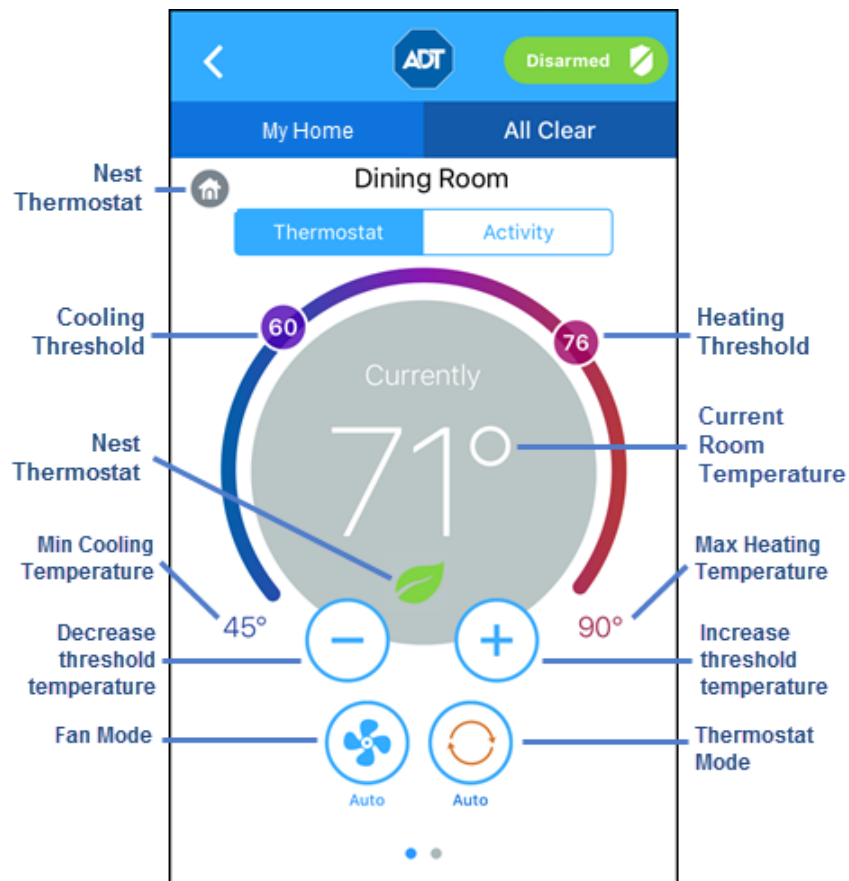 ADT
Disarmed
My Home
All Clear
Nest
Thermostat
Dining Room
Thermostat
Activity
Cooling
Threshold
60
76
Heating
Threshold
Currently
71°
Current
Room
Temperature
Nest
Thermostat
Min Cooling
Temperature
Max Heating
Temperature
45°
90°
Decrease
threshold
temperature
−
+
Increase
threshold
temperature
Fan Mode
Thermostat
Mode
Auto
Auto